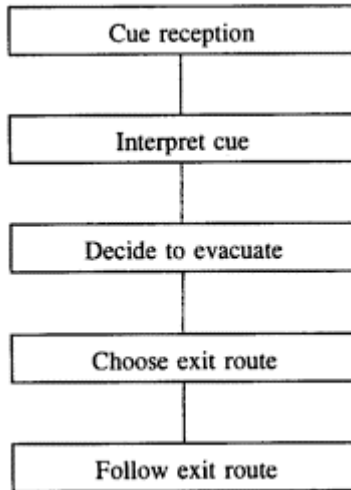 Cue reception
Interpret cue
Decide to evacuate
Choose exit route
Follow exit route